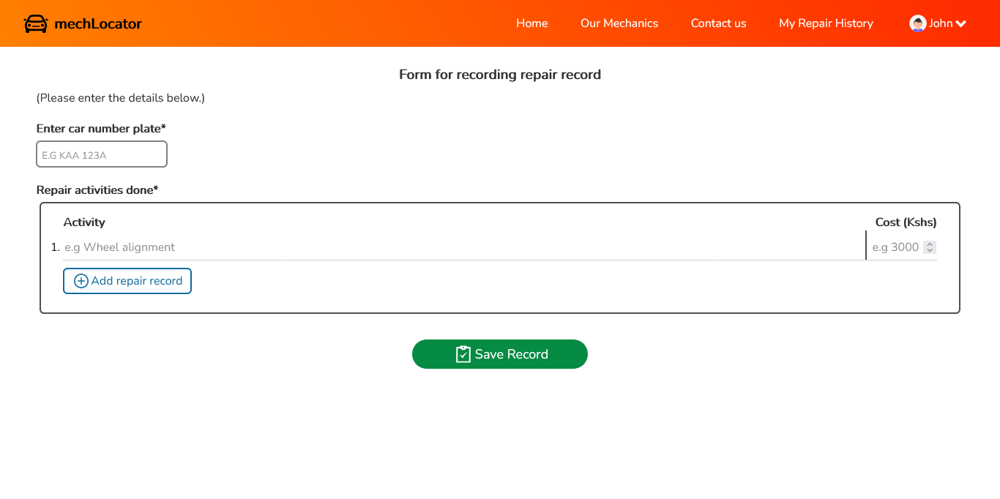 mechLocator
Home Our Mechanics Contact us My Repair History John
Form for recording repair record
(Please enter the details below.)
Enter car number plate*
E.G KAA 123A
Repair activities done*
Activity Cost (Kshs)
1. e.g Wheel alignment e.g 3000
Add repair record
Save Record